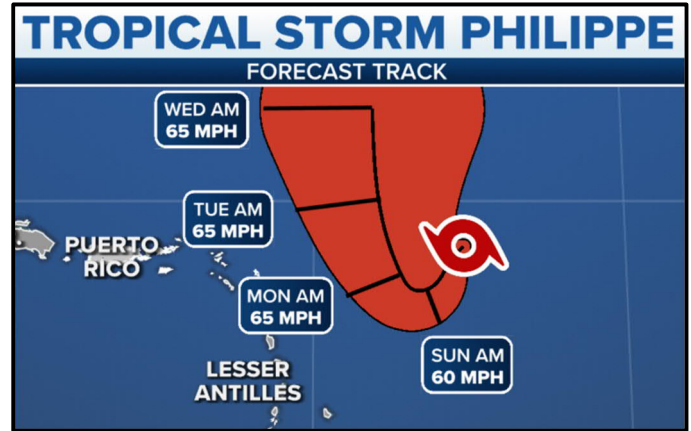 TROPICAL STORM PHILIPPE
FORECAST TRACK
WED AM
65 MPH
TUE AM
65 MPH
PUERTO
RICO
MON AM
65 MPH
SUN AM
60 MPH
LESSER
ANTILLES